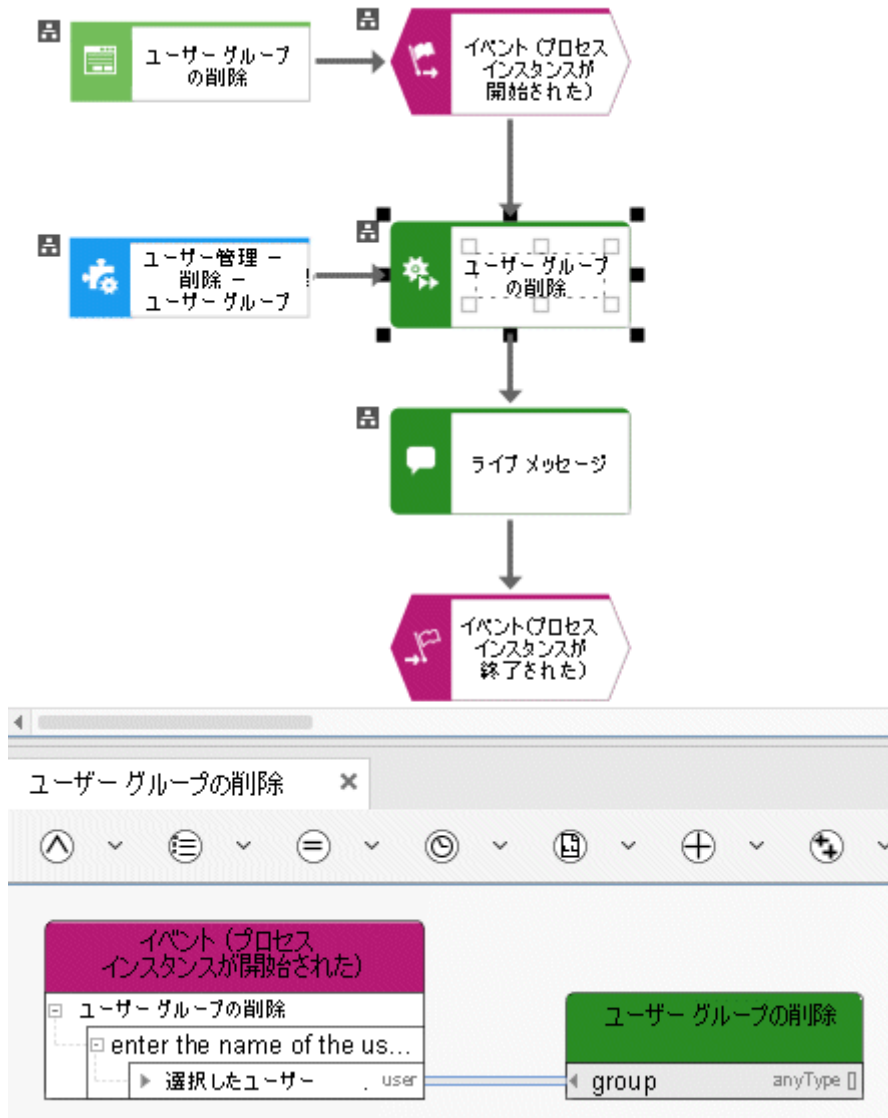 ユーザー グループ
の削除
イベント (プロセス
インスタンスが
開始された)
ユーザー管理 –
削除 –
ユーザー グループ
ユーザー グループ
の削除
ライブ メッセージ
イベント(プロセス
インスタンスが
終了された)
ユーザー グループの削除
イベント (プロセス
インスタンスが開始された)
ユーザー グループの削除
enter the name of the us...
選択したユーザー . user
ユーザー グループの削除
group anyType []